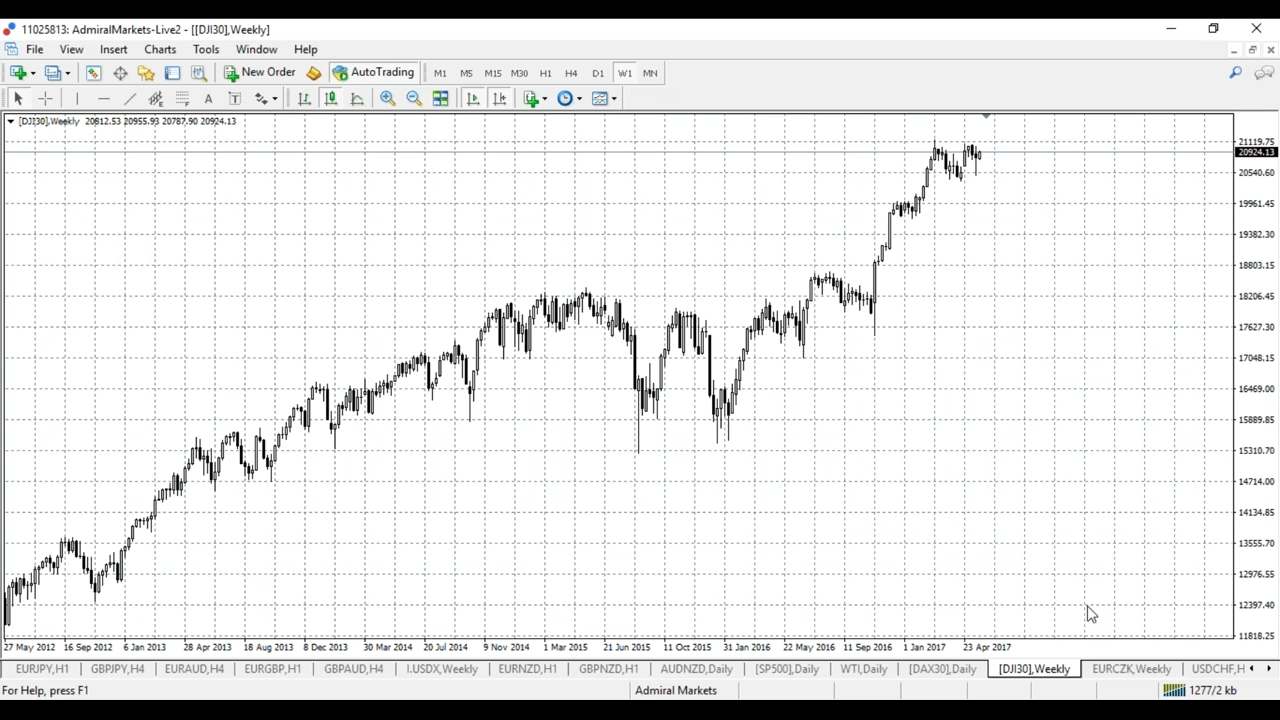 11025813: AdmiralMarkets-Live2 - [[DJI30],Weekly]
File View Insert Charts Tools Window Help
New Order AutoTrading M1 M5 M15 M30 H1 H4 D1 W1 MN
A T
[DJI30],Weekly 20812.53 20955.93 20787.90 20924.13
21119.75
20924.13
20540.60
19961.45
19382.30
18803.15
18206.45
17627.30
17048.15
16469.00
15889.85
15310.70
14714.00
14134.85
13555.70
12976.55
12397.40
11818.25
27 May 2012 16 Sep 2012 6 Jan 2013 28 Apr 2013 18 Aug 2013 8 Dec 2013 30 Mar 2014 20 Jul 2014 9 Nov 2014 1 Mar 2015 21 Jun 2015 11 Oct 2015 31 Jan 2016 22 May 2016 11 Sep 2016 1 Jan 2017 23 Apr 2017
EURJPY,H1 GBPJPY,H4 EURAUD,H4 EURGBP,H1 GBPAUD,H4 I.USDX,Weekly EURNZD,H1 GBPNZD,H1 AUDNZD,Daily [SP500],Daily WTI,Daily [DAX30],Daily [DJI30],Weekly EURCZK,Weekly USDCHF,H
For Help, press F1 Admiral Markets 1277/2 kb